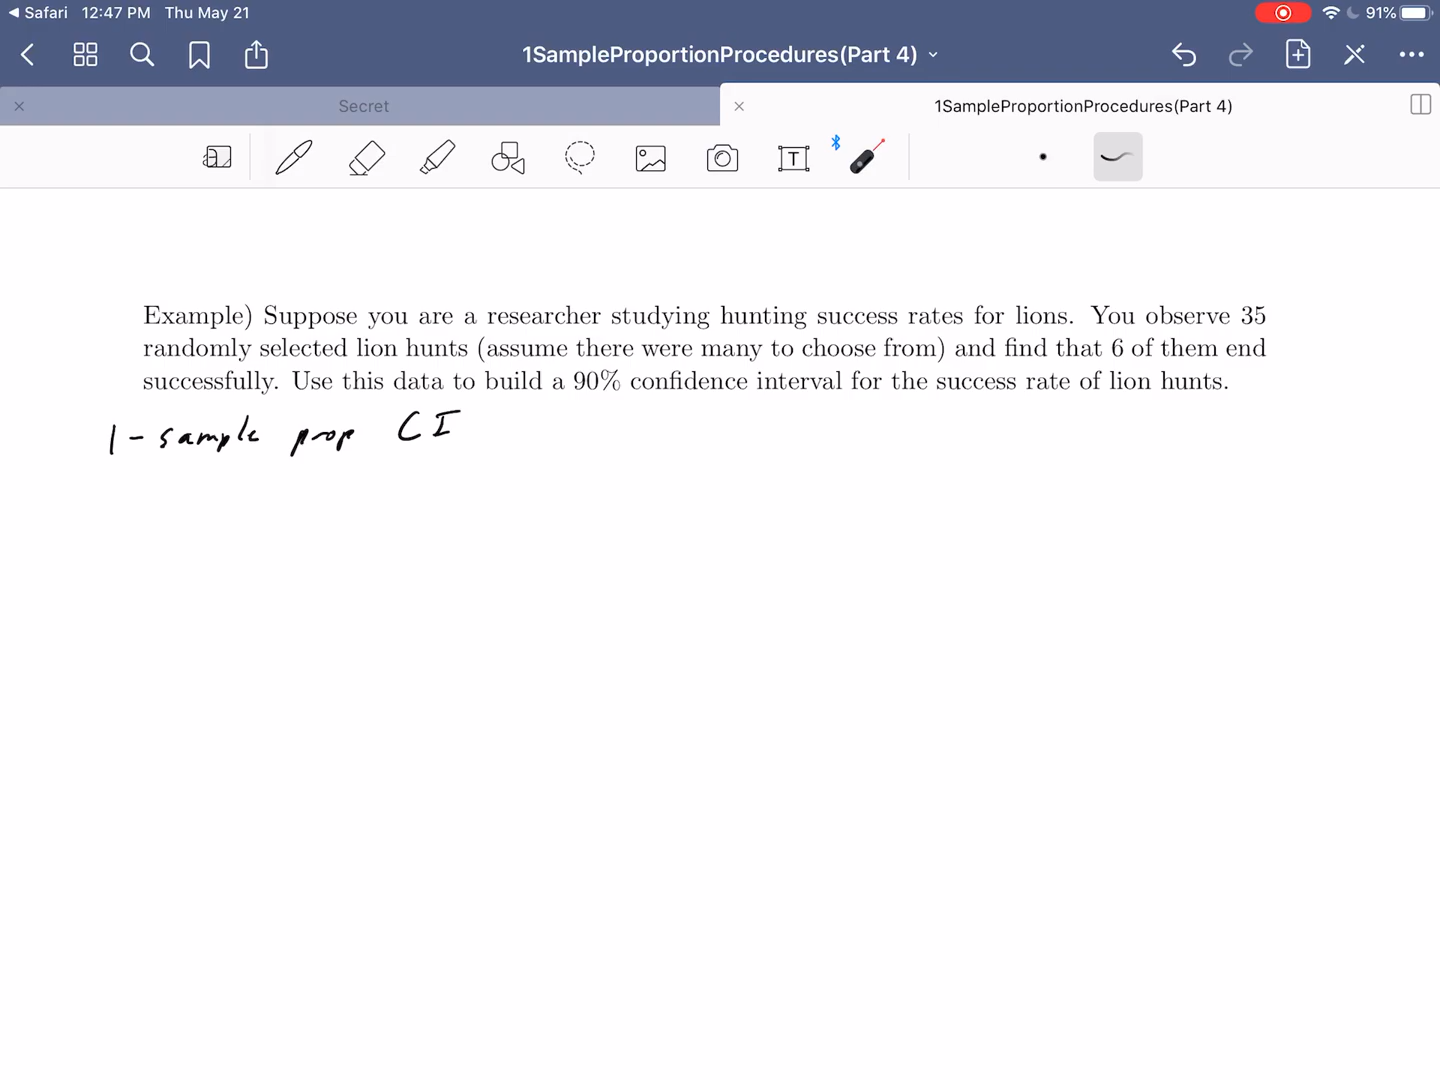 Safari 12:47 PM Thu May 21 91%
1SampleProportionProcedures(Part 4)
Secret 1SampleProportionProcedures(Part 4)
T
Example) Suppose you are a researcher studying hunting success rates for lions. You observe 35
randomly selected lion hunts (assume there were many to choose from) and find that 6 of them end
successfully. Use this data to build a 90% confidence interval for the success rate of lion hunts.
1-sample prop CI